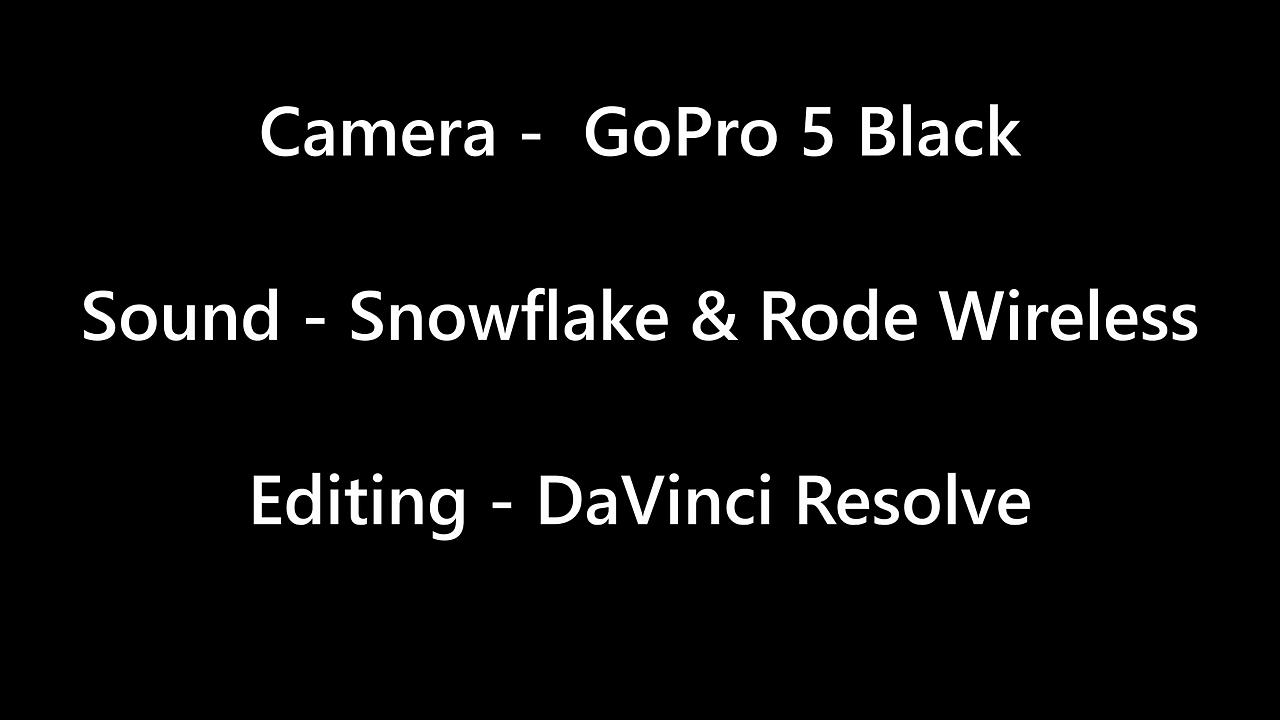 Camera -  GoPro 5 Black
Sound - Snowflake & Rode Wireless
Editing - DaVinci Resolve